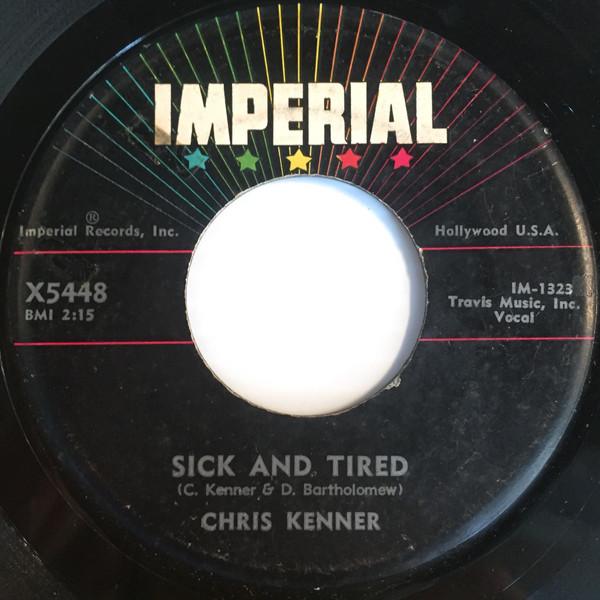 IMPERIAL
®
Imperial Records, Inc.
Hollywood U.S.A.
X5448
BMI 2:15
IM-1323
Travis Music, Inc.
Vocal
SICK AND TIRED
(C. Kenner & D. Bartholomew)
CHRIS KENNER